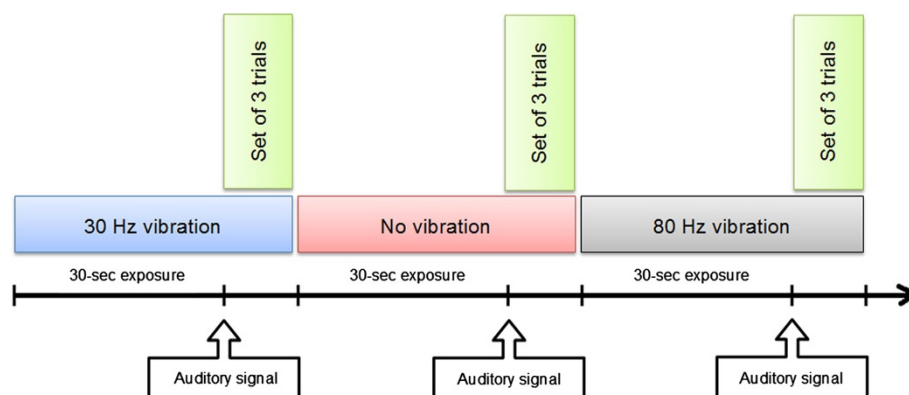 Set of 3 trials
Set of 3 trials
Set of 3 trials
30 Hz vibration
No vibration
80 Hz vibration
30-sec exposure
30-sec exposure
30-sec exposure
Auditory signal
Auditory signal
Auditory signal